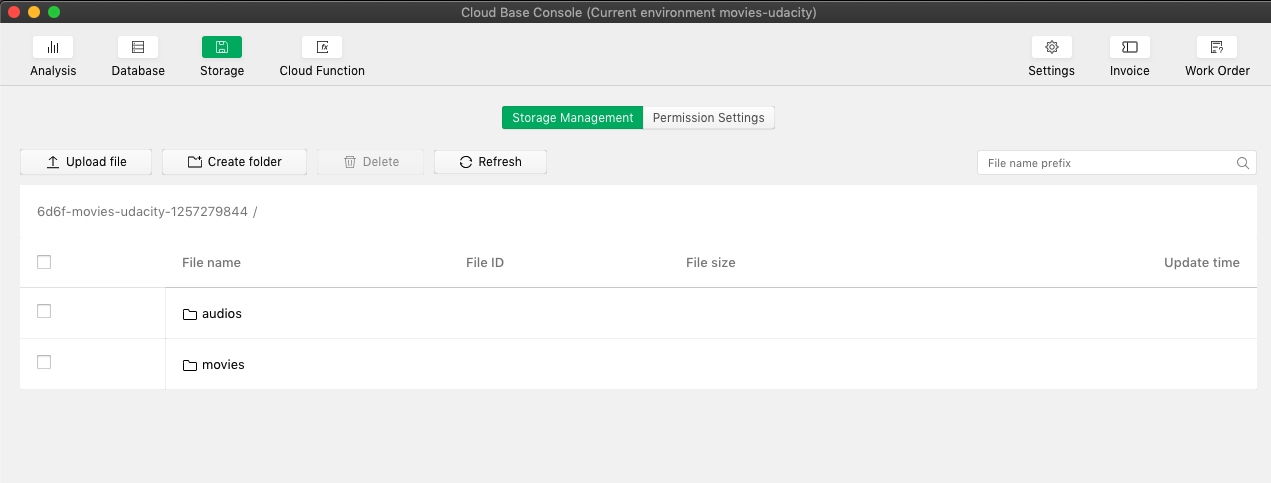 Cloud Base Console (Current environment movies-udacity)
Analysis Database Storage Cloud Function Settings Invoice Work Order
Storage Management Permission Settings
Upload file Create folder Delete Refresh File name prefix
6d6f-movies-udacity-1257279844 /
File name File ID File size Update time
audios
movies